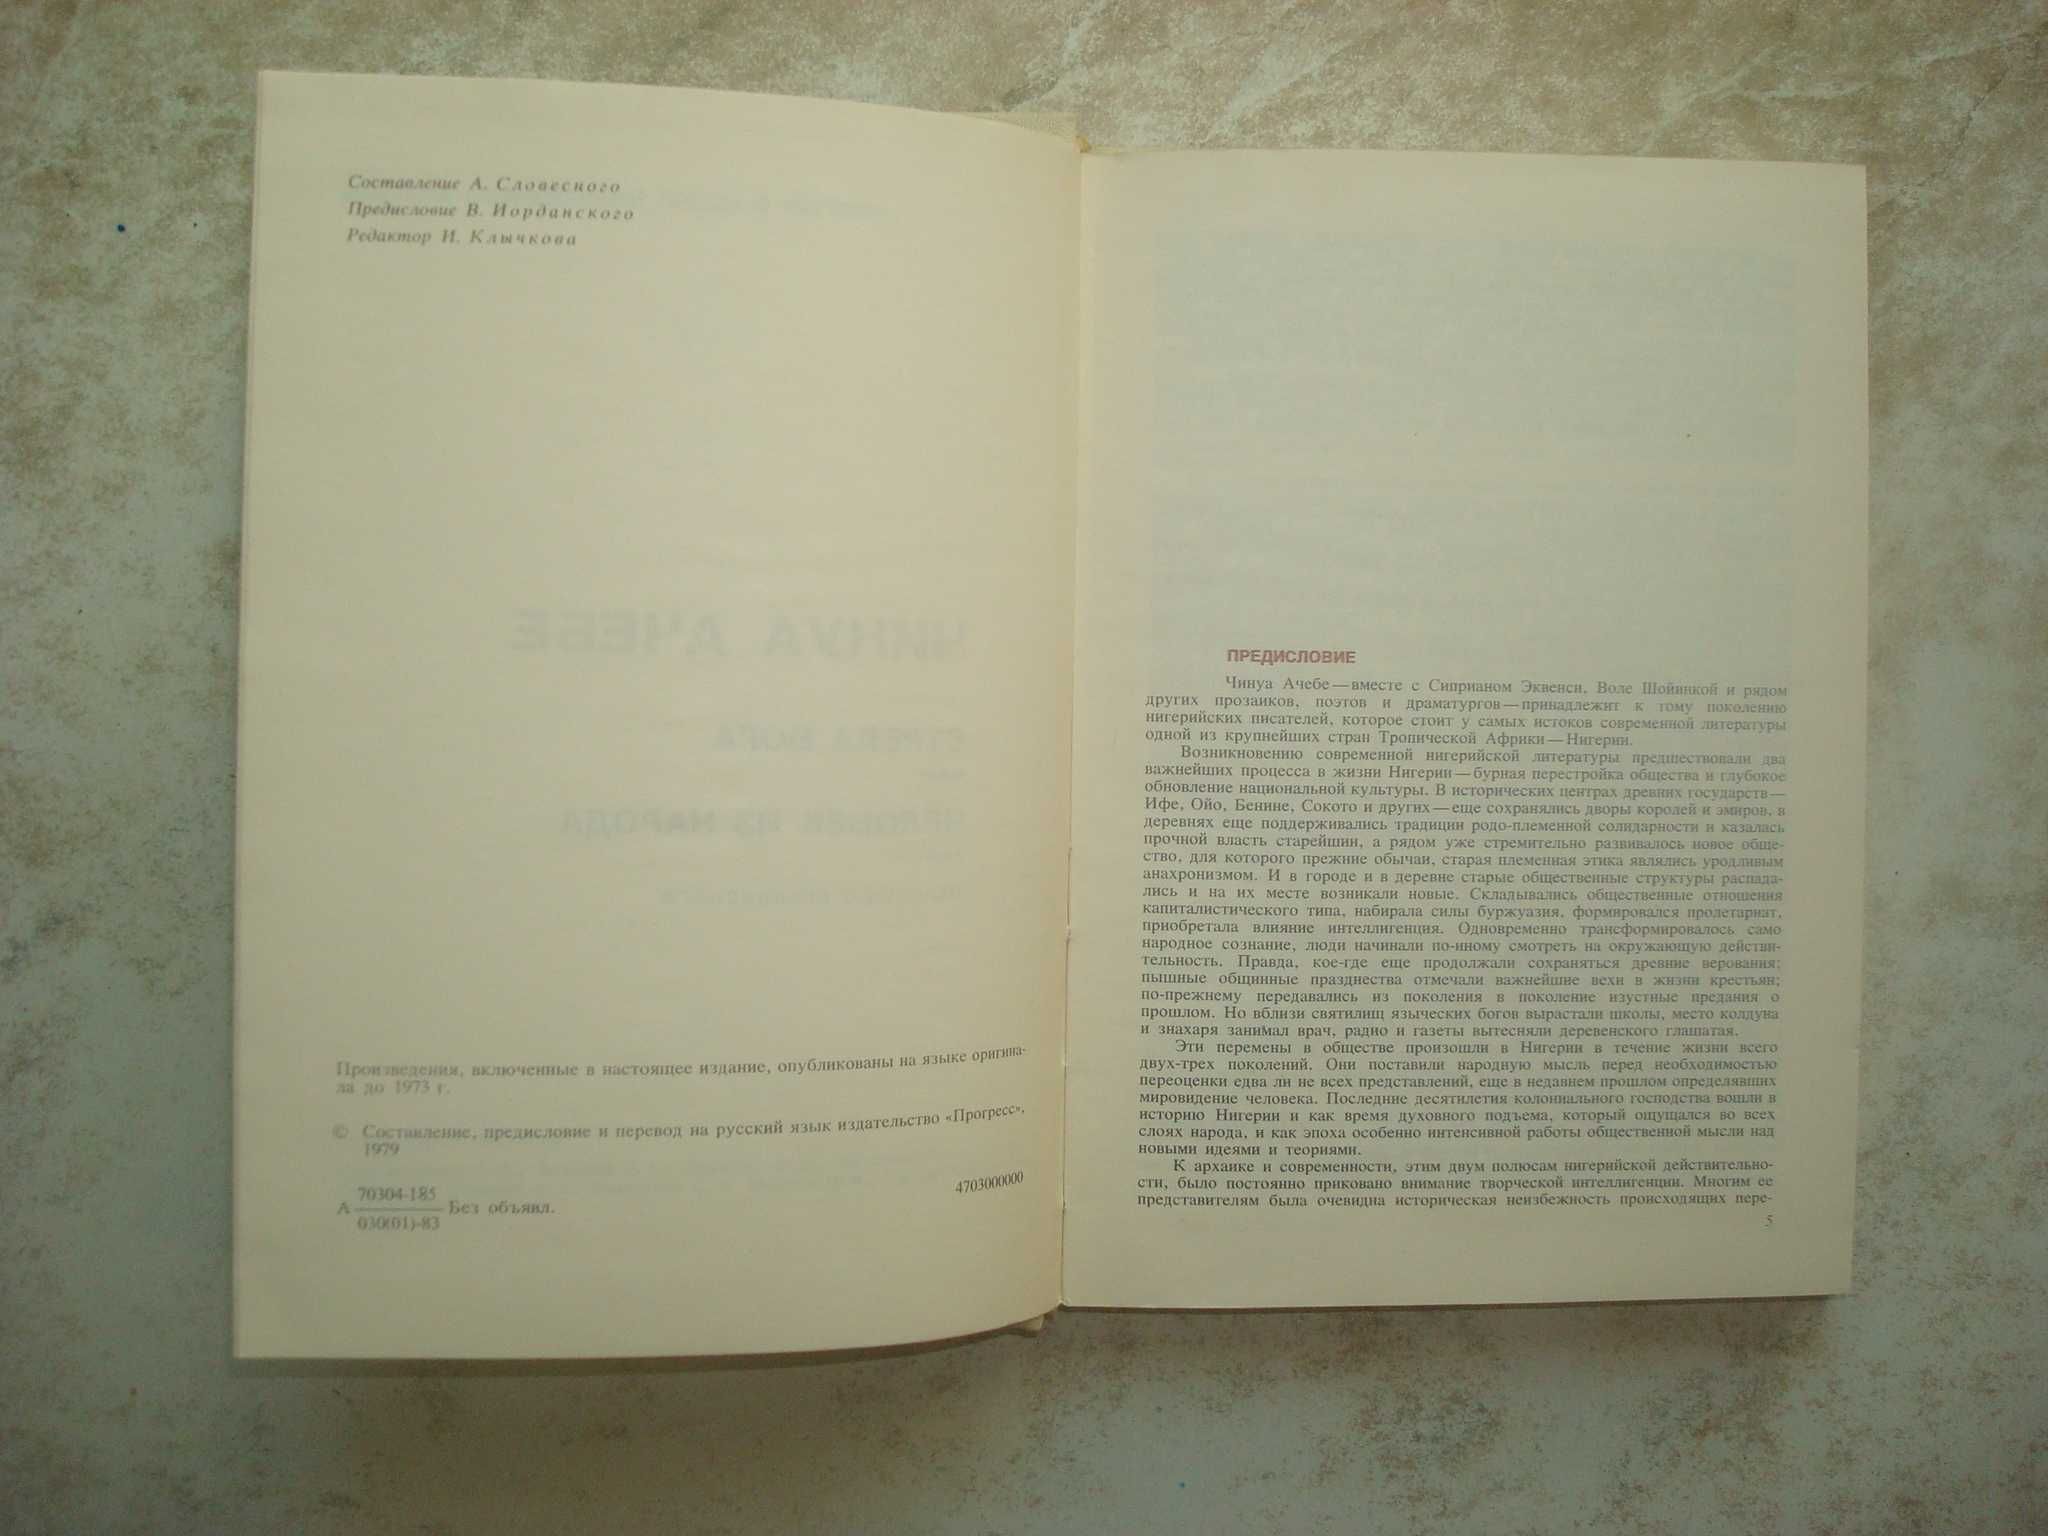 Составление А. Словесного
Предисловие В. Иорданского
Редактор И. Клычкова
Произведения, включенные в настоящее издание, опубликованы на языке оригина-
ла до 1973 г.
© Составление, предисловие и перевод на русский язык издательство «Прогресс»,
1979
А 70304-185 Без объявл.
030(01)-83
4703000000
ПРЕДИСЛОВИЕ
Чинуа Ачебе — вместе с Сиприаном Эквенси, Воле Шойинкой и рядом
других прозаиков, поэтов и драматургов — принадлежит к тому поколению
нигерийских писателей, которое стоит у самых истоков современной литературы
одной из крупнейших стран Тропической Африки — Нигерии.
Возникновению современной нигерийской литературы предшествовали два
важнейших процесса в жизни Нигерии — бурная перестройка общества и глубокое
обновление национальной культуры. В исторических центрах древних государств —
Ифе, Ойо, Бенине, Сокото и других — еще сохранялись дворы королей и эмиров, в
деревнях еще поддерживались традиции родо-племенной солидарности и казалась
прочной власть старейшин, а рядом уже стремительно развивалось новое обще-
ство, для которого прежние обычаи, старая племенная этика являлись уродливым
анахронизмом. И в городе и в деревне старые общественные структуры распада-
лись и на их месте возникали новые. Складывались общественные отношения
капиталистического типа, набирала силы буржуазия, формировался пролетариат,
приобретала влияние интеллигенция. Одновременно трансформировалось само
народное сознание, люди начинали по-иному смотреть на окружающую действи-
тельность. Правда, кое-где еще продолжали сохраняться древние верования;
пышные общинные празднества отмечали важнейшие вехи в жизни крестьян;
по-прежнему передавались из поколения в поколение изустные предания о
прошлом. Но вблизи святилищ языческих богов вырастали школы, место колдуна
и знахаря занимал врач, радио и газеты вытесняли деревенского глашатая.
Эти перемены в обществе произошли в Нигерии в течение жизни всего
двух-трех поколений. Они поставили народную мысль перед необходимостью
переоценки едва ли не всех представлений, еще в недавнем прошлом определявших
мировидение человека. Последние десятилетия колониального господства вошли в
историю Нигерии и как время духовного подъема, который ощущался во всех
слоях народа, и как эпоха особенно интенсивной работы общественной мысли над
новыми идеями и теориями.
К архаике и современности, этим двум полюсам нигерийской действительно-
сти, было постоянно приковано внимание творческой интеллигенции. Многим ее
представителям была очевидна историческая неизбежность происходящих пере-
5